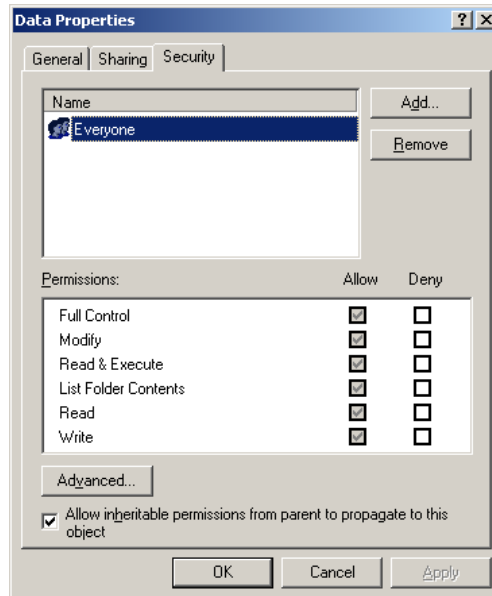 Data Properties
General Sharing Security
Name
Everyone
Add...
Remove
Permissions: Allow Deny
Full Control
Modify
Read & Execute
List Folder Contents
Read
Write
Advanced...
Allow inheritable permissions from parent to propagate to this
object
OK Cancel Apply